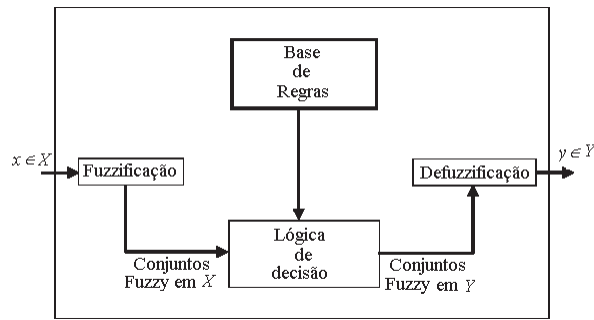 Base
de
Regras
x ∈ X
Fuzzificação
Lógica
de
decisão
Conjuntos
Fuzzy em X
Conjuntos
Fuzzy em Y
Defuzzificação
y ∈ Y